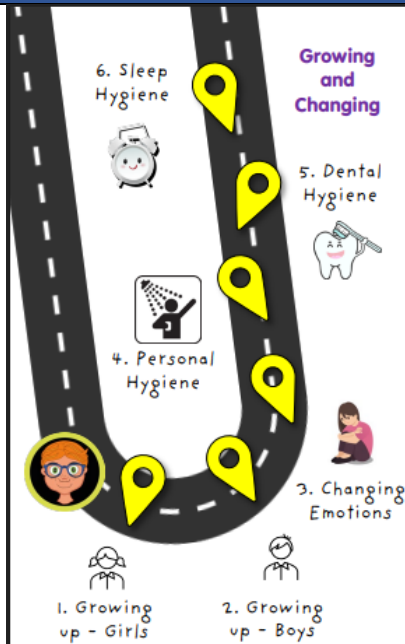 Growing
and
Changing
6. Sleep
Hygiene
5. Dental
Hygiene
4. Personal
Hygiene
3. Changing
Emotions
1. Growing
up - Girls
2. Growing
up - Boys